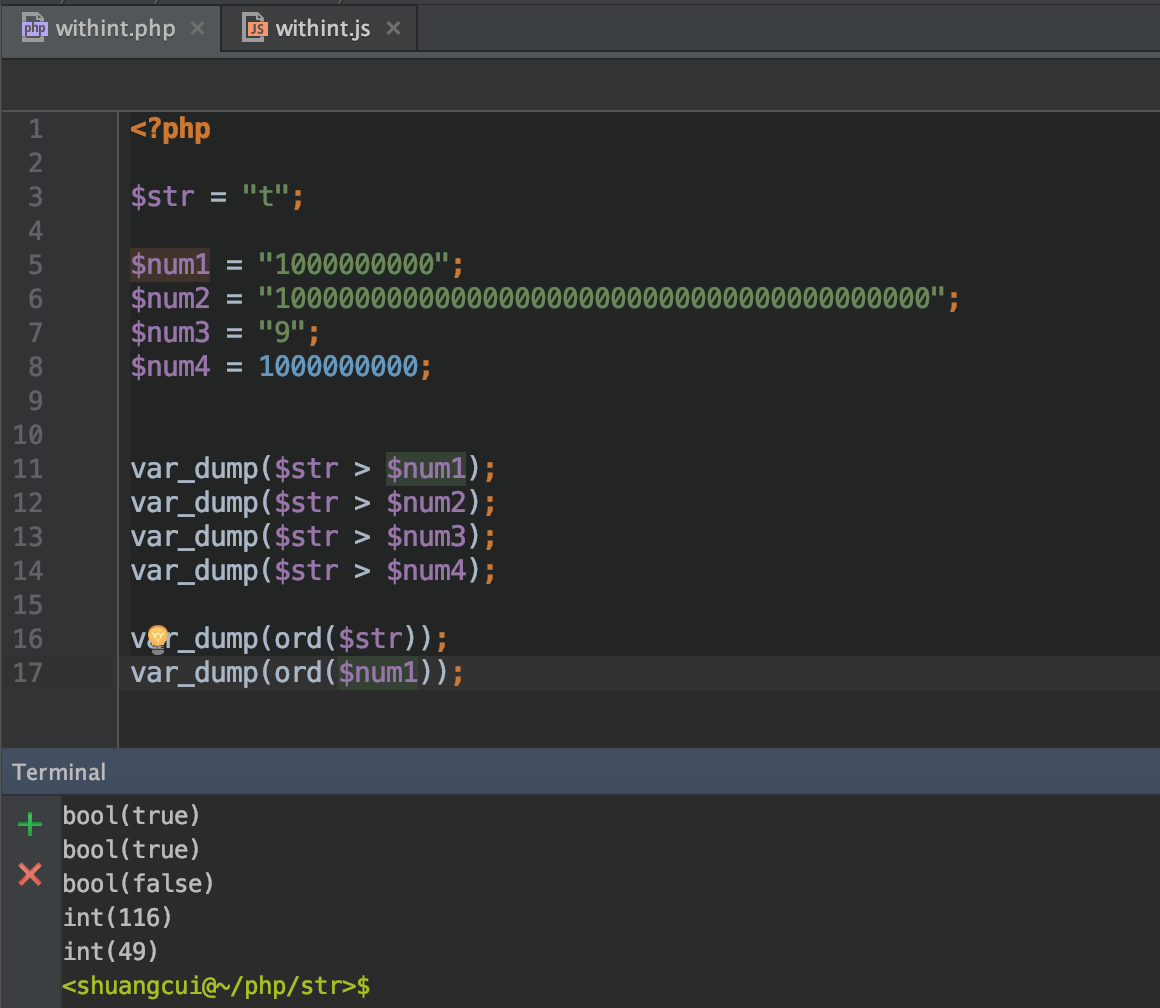 withint.php withint.js
1 <?php
2
3 $str = "t";
4
5 $num1 = "1000000000";
6 $num2 = "10000000000000000000000000000000000000000";
7 $num3 = "9";
8 $num4 = 1000000000;
9
10
11 var_dump($str > $num1);
12 var_dump($str > $num2);
13 var_dump($str > $num3);
14 var_dump($str > $num4);
15
16 var_dump(ord($str));
17 var_dump(ord($num1));
Terminal
bool(true)
bool(true)
bool(false)
int(116)
int(49)
<shuangcui@~/php/str>$